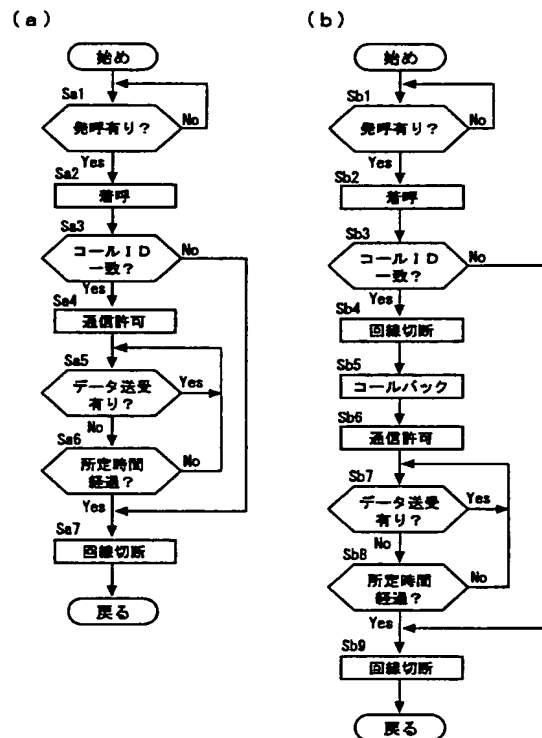 (a)
始め
Sa1
発呼有り?
No
Yes
Sa2
着呼
Sa3
コールID
一致?
No
Yes
Sa4
通信許可
Sa5
データ送受
有り?
Yes
No
Sa6
所定時間
経過?
No
Yes
Sa7
回線切断
戻る
(b)
始め
Sb1
発呼有り?
No
Yes
Sb2
着呼
Sb3
コールID
一致?
No
Yes
Sb4
回線切断
Sb5
コールバック
Sb6
通信許可
Sb7
データ送受
有り?
Yes
No
Sb8
所定時間
経過?
No
Yes
Sb9
回線切断
戻る